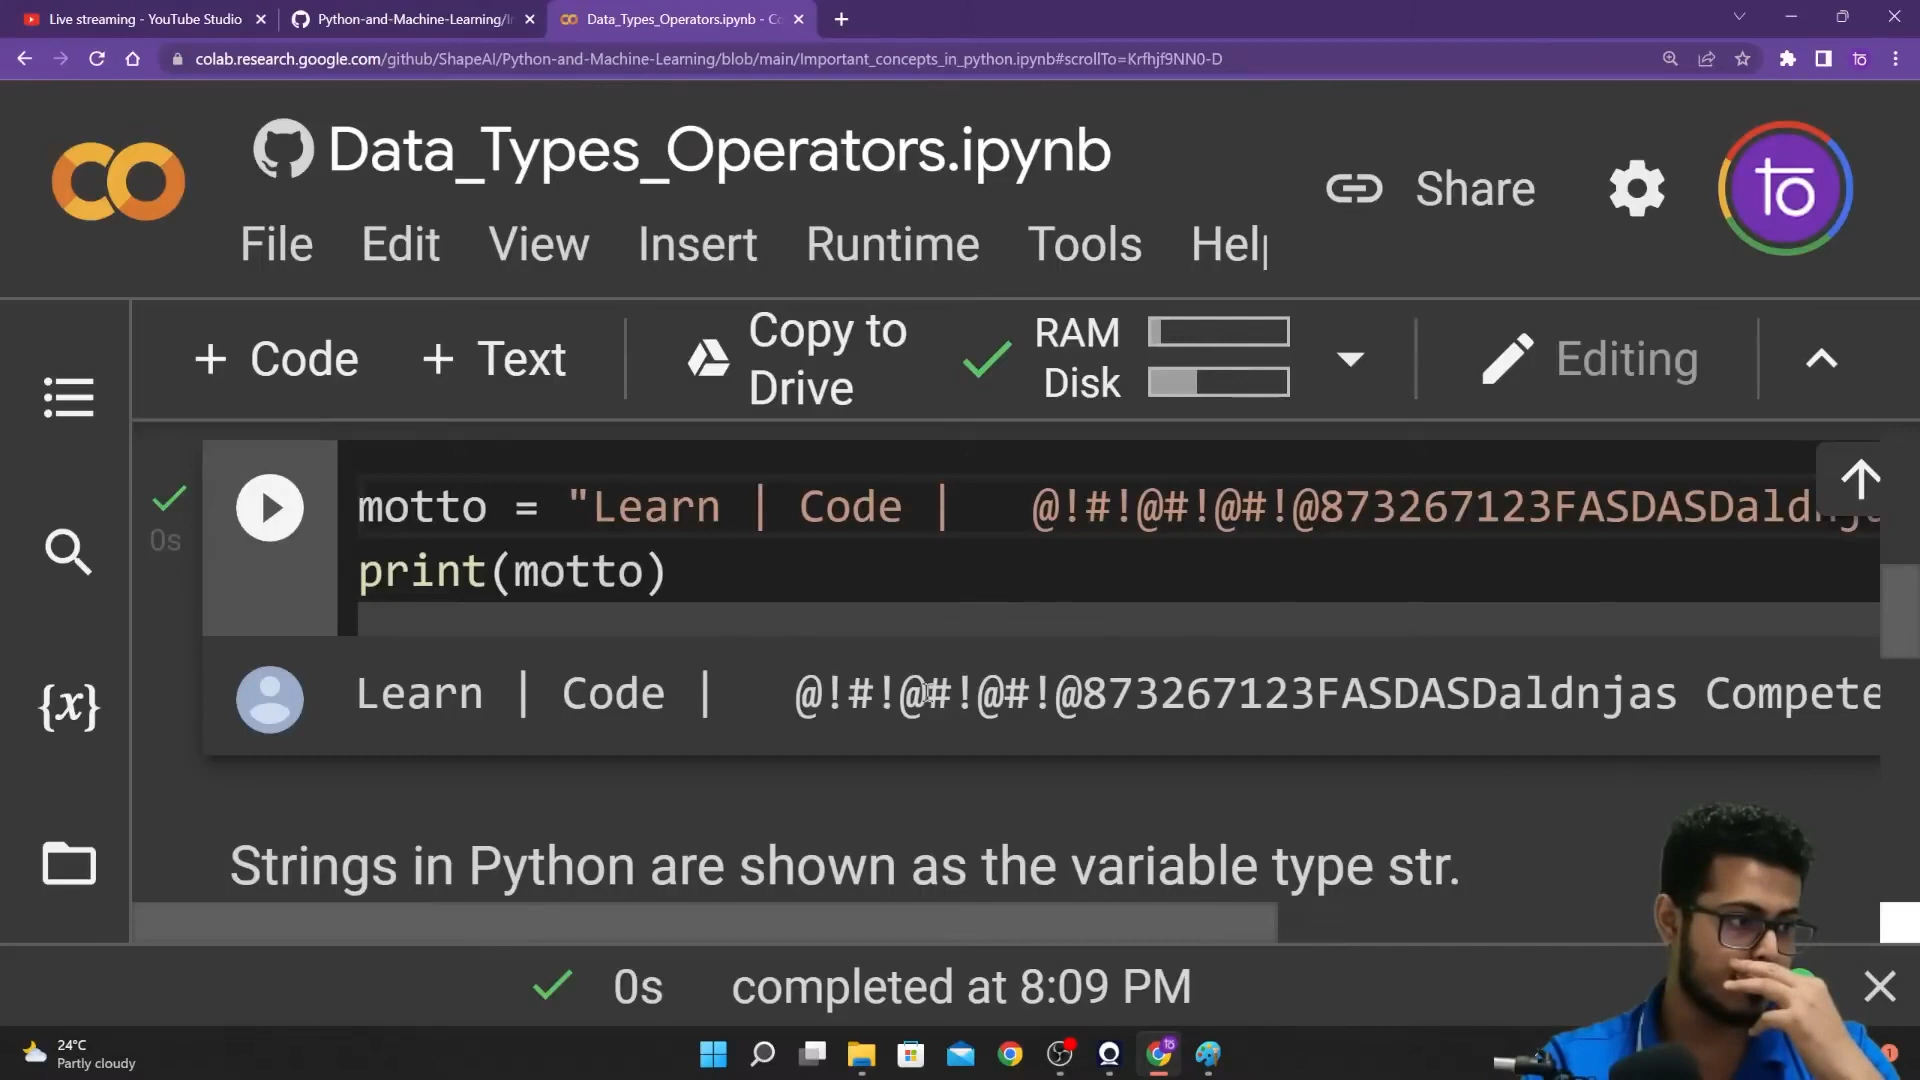 Live streaming - YouTube Studio
Python-and-Machine-Learning/
Data_Types_Operators.ipynb - Co
colab.research.google.com/github/ShapeAI/Python-and-Machine-Learning/blob/main/Important_concepts_in_python.ipynb#scrollTo=Krfhjf9NN0-D
Data_Types_Operators.ipynb
Share
to
File Edit View Insert Runtime Tools Hel
+ Code + Text Copy to Drive RAM Disk Editing
motto = "Learn | Code |   @!#!@#!@#!@873267123FASDASDaldnja
0s
print(motto)
{x}
Learn | Code |   @!#!@#!@#!@873267123FASDASDaldnjas Compete
Strings in Python are shown as the variable type str.
0s completed at 8:09 PM
24°C
Partly cloudy
1